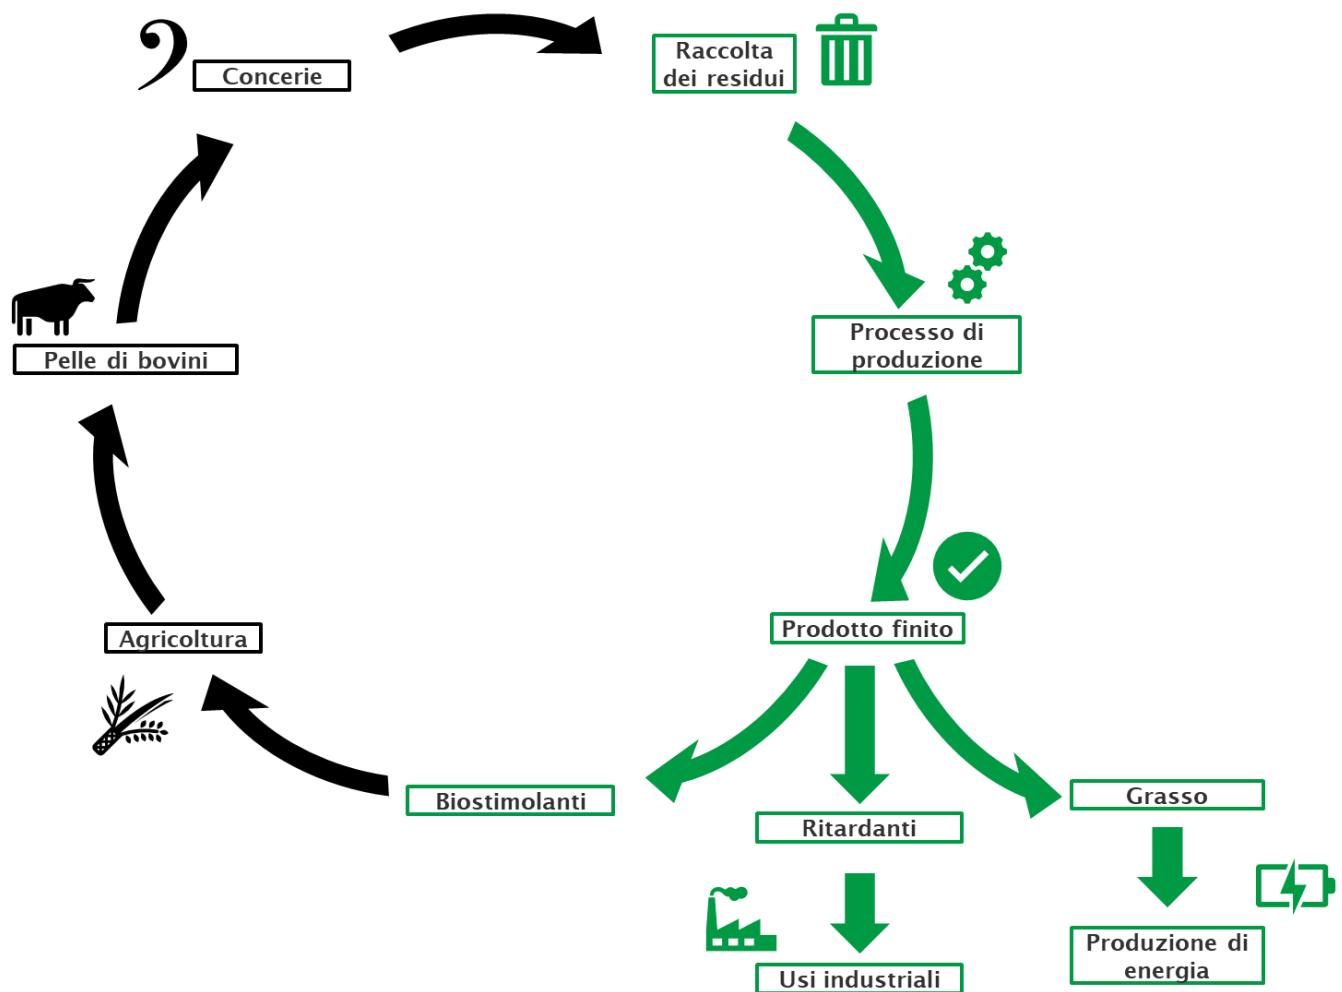 Concerie
Raccolta
dei residui
Processo di
produzione
Pelle di bovini
Prodotto finito
Agricoltura
Biostimolanti
Ritardanti
Grasso
Usi industriali
Produzione di
energia